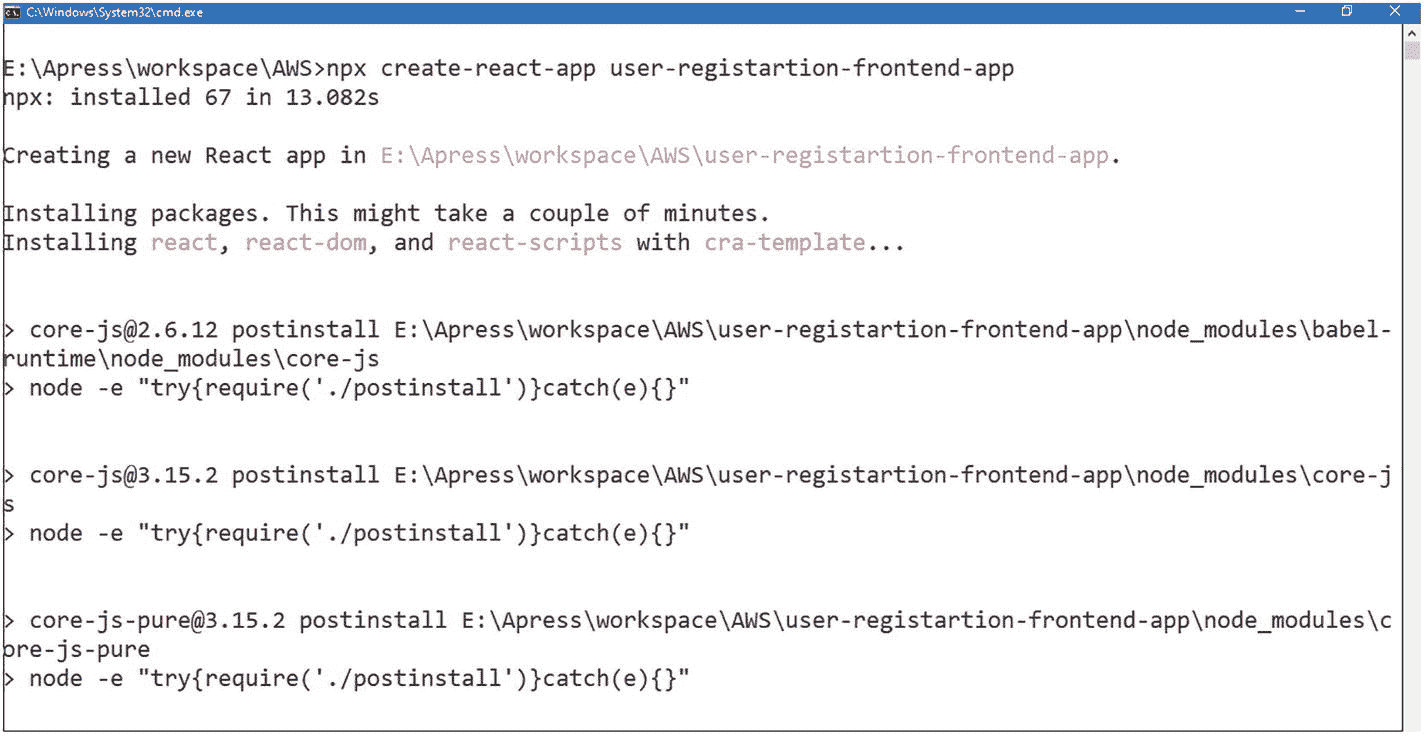 C:\Windows\System32\cmd.exe
E:\Apress\workspace\AWS>npx create-react-app user-registartion-frontend-app
npx: installed 67 in 13.082s
Creating a new React app in E:\Apress\workspace\AWS\user-registartion-frontend-app.
Installing packages. This might take a couple of minutes.
Installing react, react-dom, and react-scripts with cra-template...
> core-js@2.6.12 postinstall E:\Apress\workspace\AWS\user-registartion-frontend-app\node_modules\babel-
runtime\node_modules\core-js
> node -e "try{require('./postinstall')}catch(e){}"
> core-js@3.15.2 postinstall E:\Apress\workspace\AWS\user-registartion-frontend-app\node_modules\core-j
s
> node -e "try{require('./postinstall')}catch(e){}"
> core-js-pure@3.15.2 postinstall E:\Apress\workspace\AWS\user-registartion-frontend-app\node_modules\c
ore-js-pure
> node -e "try{require('./postinstall')}catch(e){}"